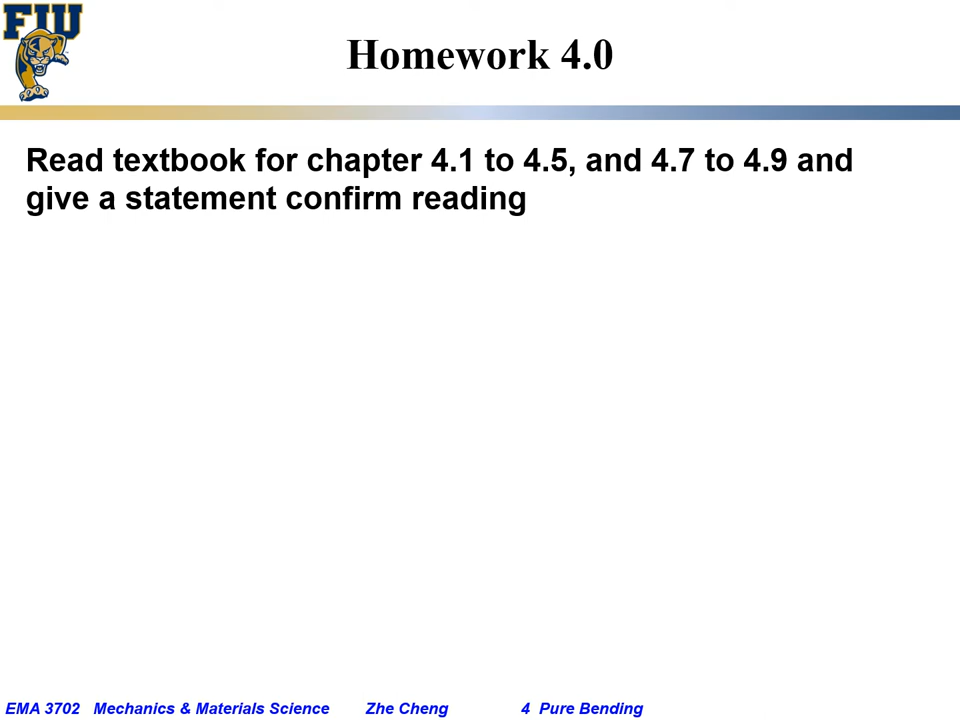 FIU
Homework 4.0
Read textbook for chapter 4.1 to 4.5, and 4.7 to 4.9 and
give a statement confirm reading
EMA 3702 Mechanics & Materials Science Zhe Cheng 4 Pure Bending